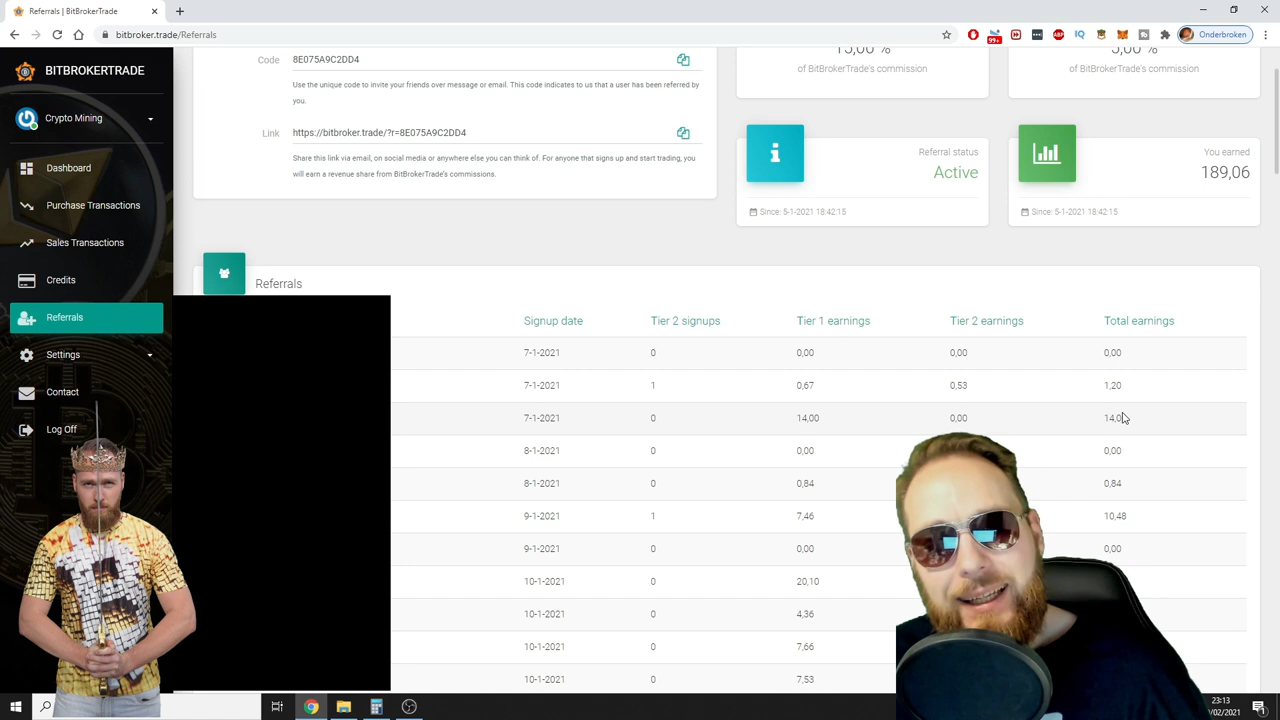 Referrals | BitBrokerTrade
bitbroker.trade/Referrals
99+
ABP
IQ
Onderbroken
BITBROKERTRADE
Crypto Mining
Dashboard
Purchase Transactions
Sales Transactions
Credits
Referrals
Settings
Contact
Log Off
Code
8E075A9C2DD4
Use the unique code to invite your friends over message or email. This code indicates to us that a user has been referred by
you.
Link
https://bitbroker.trade/?r=8E075A9C2DD4
Share this link via email, on social media or anywhere else you can think of. For anyone that signs up and start trading, you
will earn a revenue share from BitBrokerTrade's commissions.
15,00 %
of BitBrokerTrade's commission
5,00 %
of BitBrokerTrade's commission
Referral status
Active
Since: 5-1-2021 18:42:15
You earned
189,06
Since: 5-1-2021 18:42:15
Referrals
Signup date Tier 2 signups Tier 1 earnings Tier 2 earnings Total earnings
7-1-2021 0 0,00 0,00 0,00
7-1-2021 1 0,67 0,53 1,20
7-1-2021 0 14,00 0,00
8-1-2021 0 0,00 0,00
8-1-2021 0 0,84 0,84
9-1-2021 1 7,46 10,48
9-1-2021 0 0,00 0,00
10-1-2021 0 20,10
10-1-2021 0 4,36
10-1-2021 0 7,66
10-1-2021 0 7,53
23:13
/02/2021